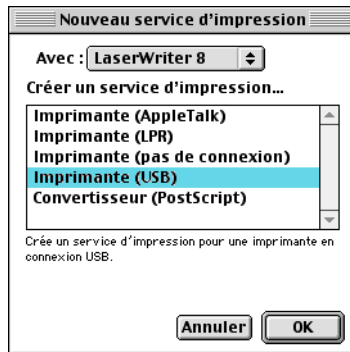 Nouveau service d'impression
Avec : LaserWriter 8
Créer un service d'impression...
Imprimante (AppleTalk)
Imprimante (LPR)
Imprimante (pas de connexion)
Imprimante (USB)
Convertisseur (PostScript)
Crée un service d'impression pour une imprimante en
connexion USB.
Annuler OK